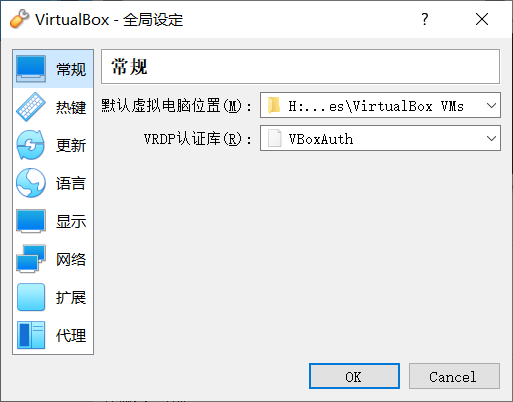 VirtualBox - 全局设定
常规
热键
更新
语言
显示
网络
扩展
代理
常规
默认虚拟电脑位置(M): H:...es\VirtualBox VMs
VRDP认证库(R): VBoxAuth
OK Cancel